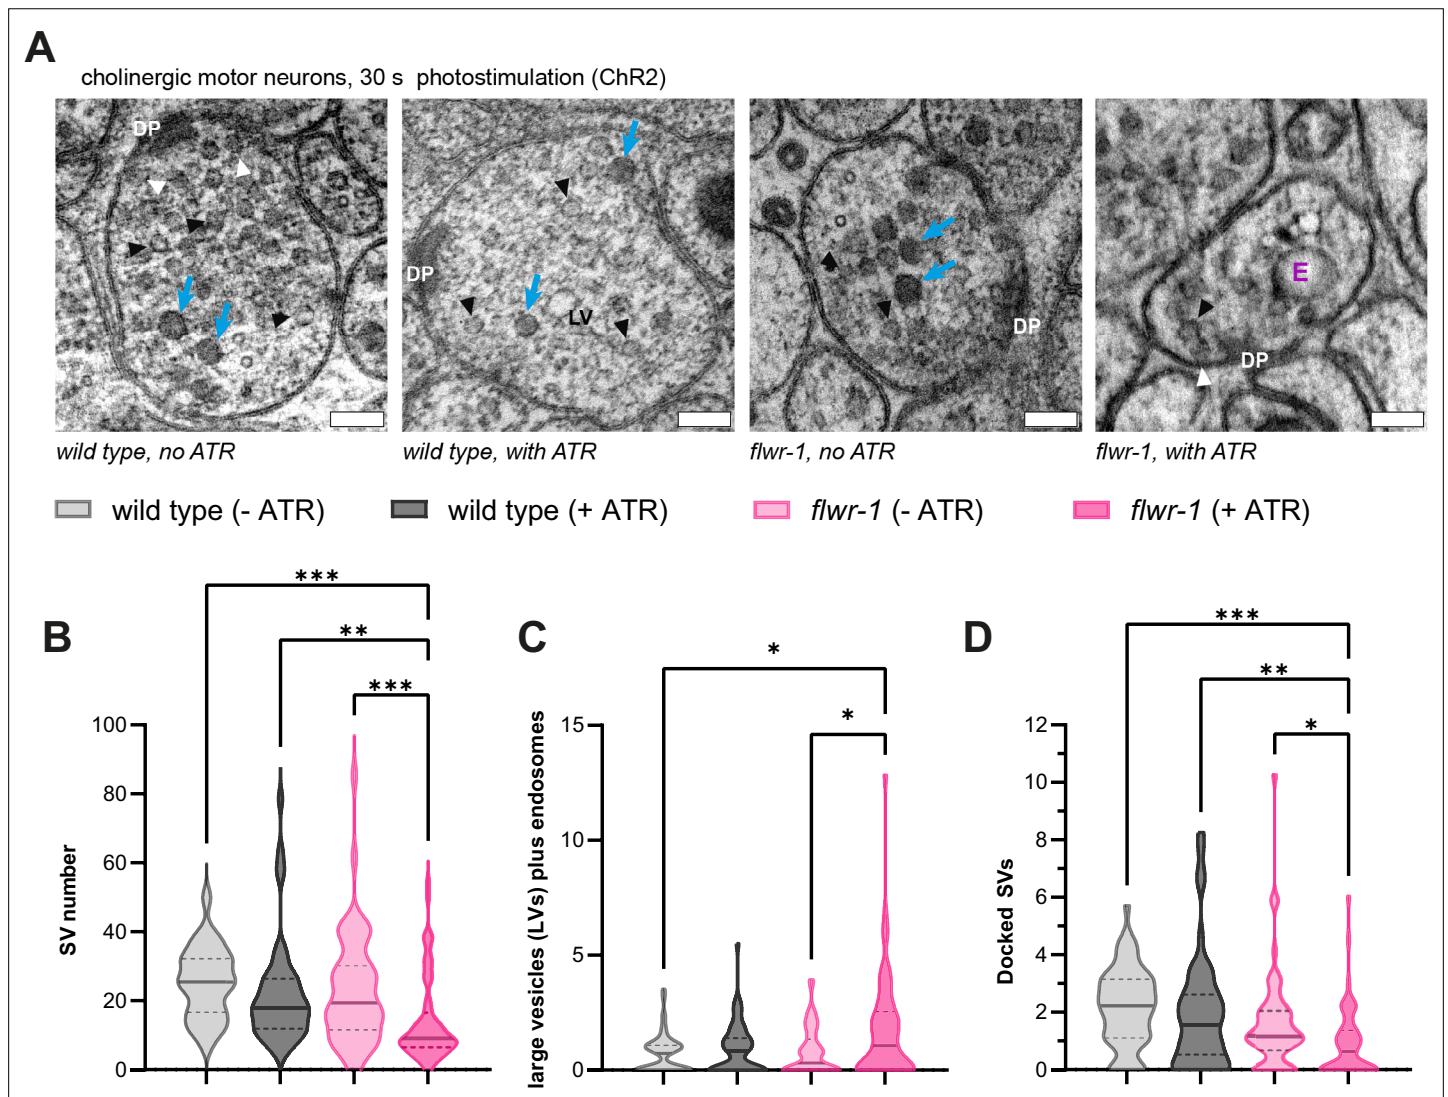 A
cholinergic motor neurons, 30 s photostimulation (ChR2)
DP
DP
LV
DP
E
DP
wild type, no ATR
wild type, with ATR
flwr-1, no ATR
flwr-1, with ATR
wild type (- ATR)
wild type (+ ATR)
flwr-1 (- ATR)
flwr-1 (+ ATR)
B
***
**
***
SV number
100
80
60
40
20
0
C
*
*
large vesicles (LVs) plus endosomes
15
10
5
0
D
***
**
*
Docked SVs
12
10
8
6
4
2
0